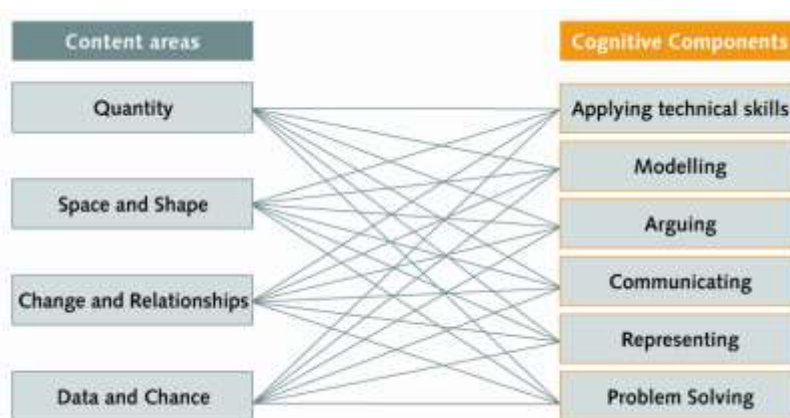 Content areas
Quantity
Space and Shape
Change and Relationships
Data and Chance
Cognitive Components
Applying technical skills
Modelling
Arguing
Communicating
Representing
Problem Solving